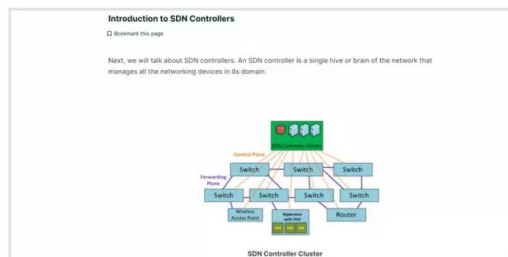 Introduction to SDN Controllers
Bookmark this page
Next, we will talk about SDN controllers. An SDN controller is a single hive or brain of the network that
manages all the networking devices in its domain.
SDN Controller Cluster
Control Plane
Switch Switch Switch
Forwarding
Plane
Switch Switch Switch Switch
Wireless
Access Point
Hypervisor
with OVS
Router
SDN Controller Cluster